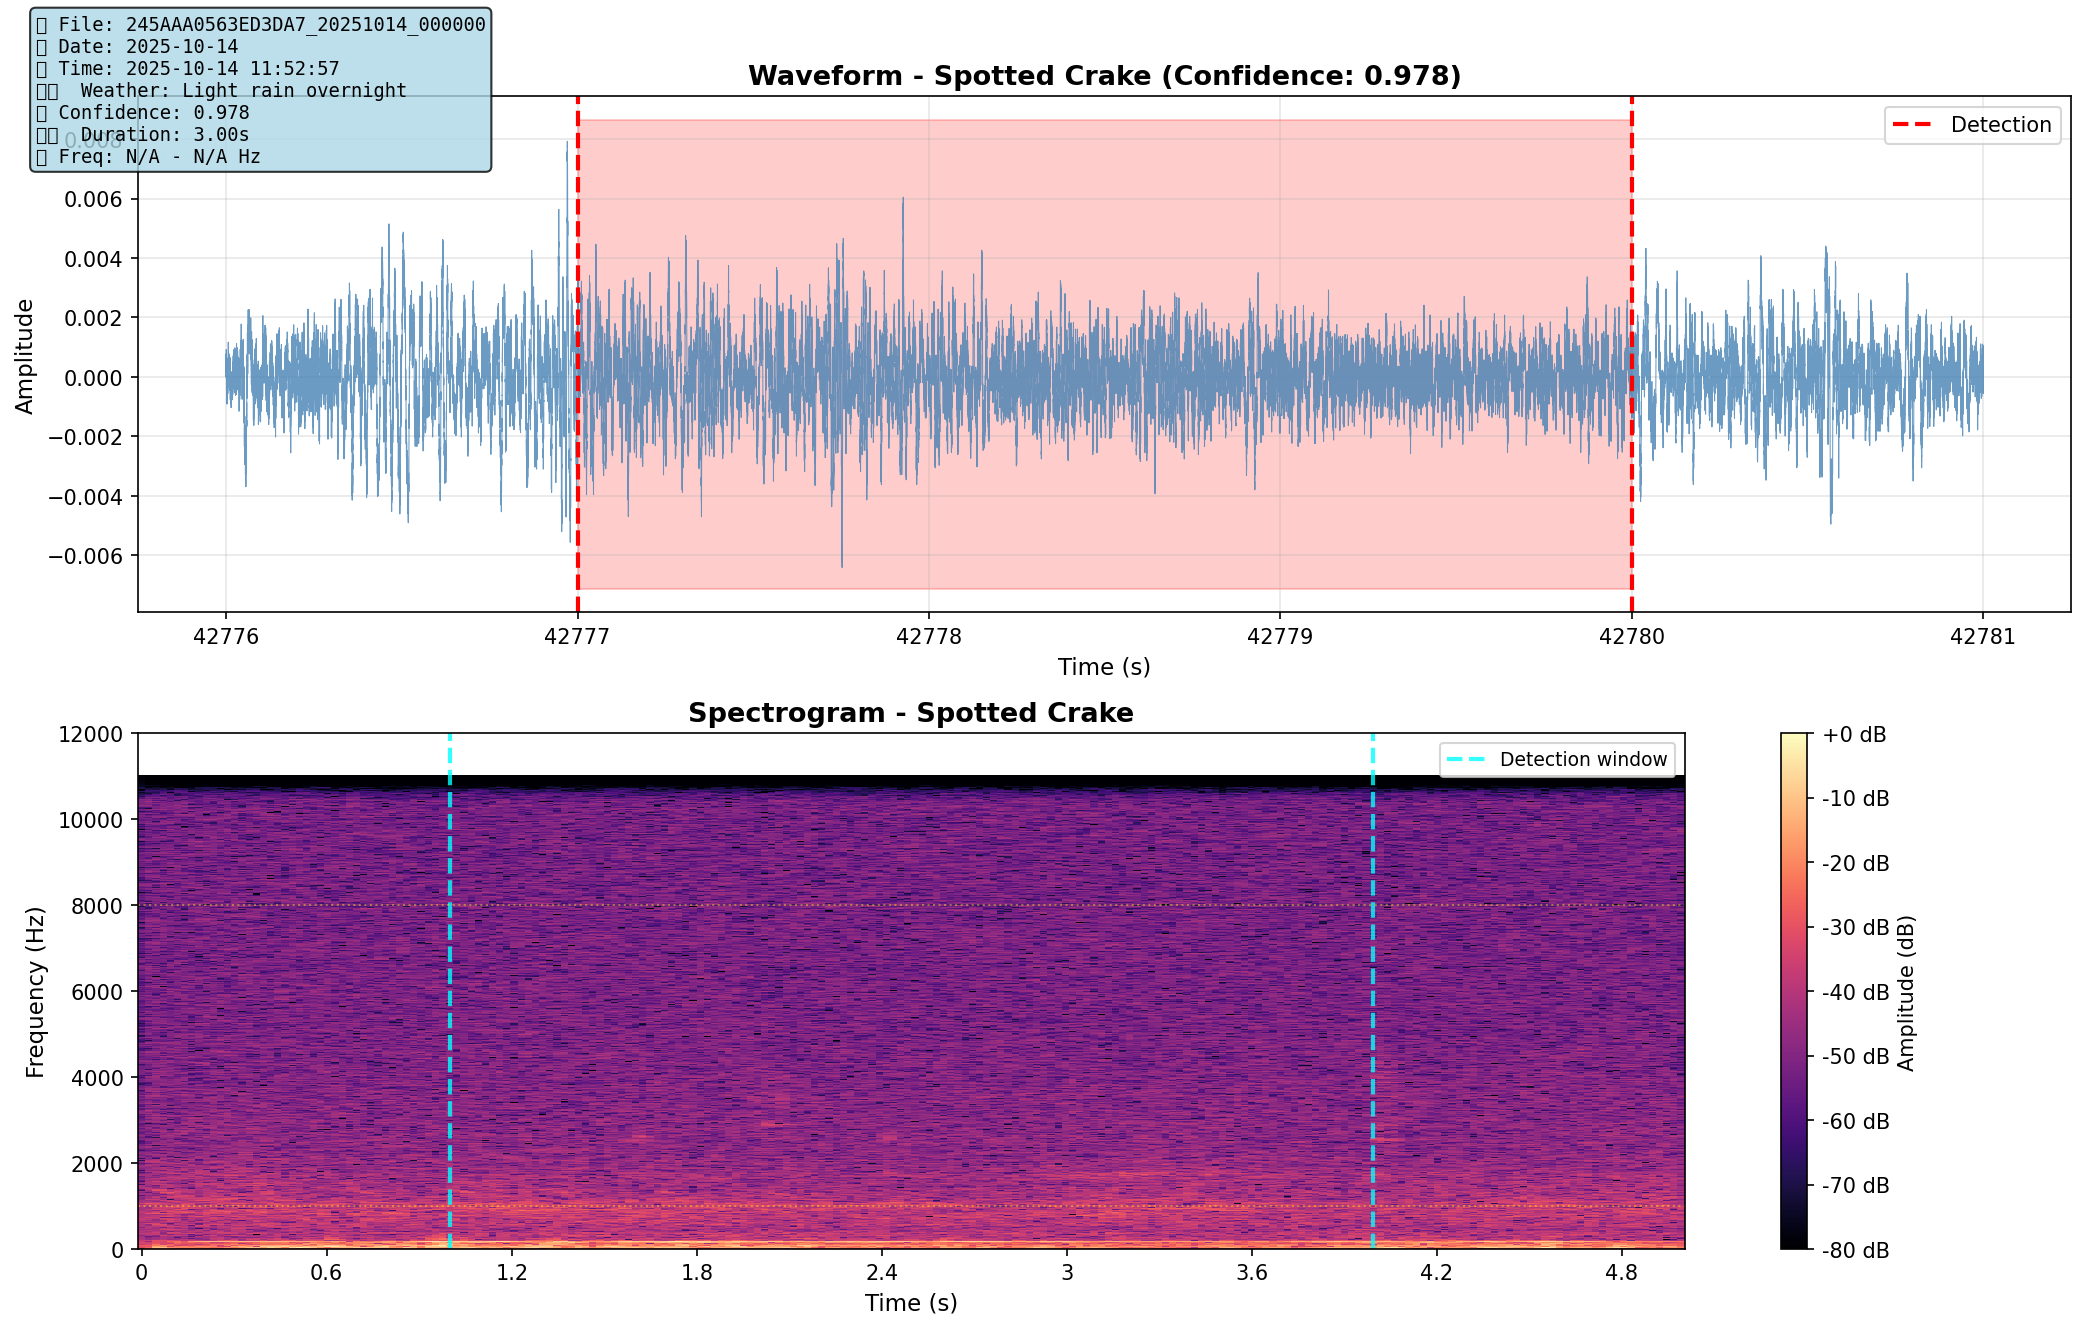 File: 245AAA0563ED3DA7_20251014_000000
Date: 2025-10-14
Time: 2025-10-14 11:52:57
Weather: Light rain overnight
Confidence: 0.978
Duration: 3.00s
Freq: N/A - N/A Hz
Waveform - Spotted Crake (Confidence: 0.978)
Detection
Amplitude
0.008
0.006
0.004
0.002
0.000
−0.002
−0.004
−0.006
42776
42777
42778
42779
42780
42781
Time (s)
Spectrogram - Spotted Crake
Detection window
Frequency (Hz)
12000
10000
8000
6000
4000
2000
0
0
0.6
1.2
1.8
2.4
3
3.6
4.2
4.8
Time (s)
+0 dB
-10 dB
-20 dB
-30 dB
-40 dB
-50 dB
-60 dB
-70 dB
-80 dB
Amplitude (dB)